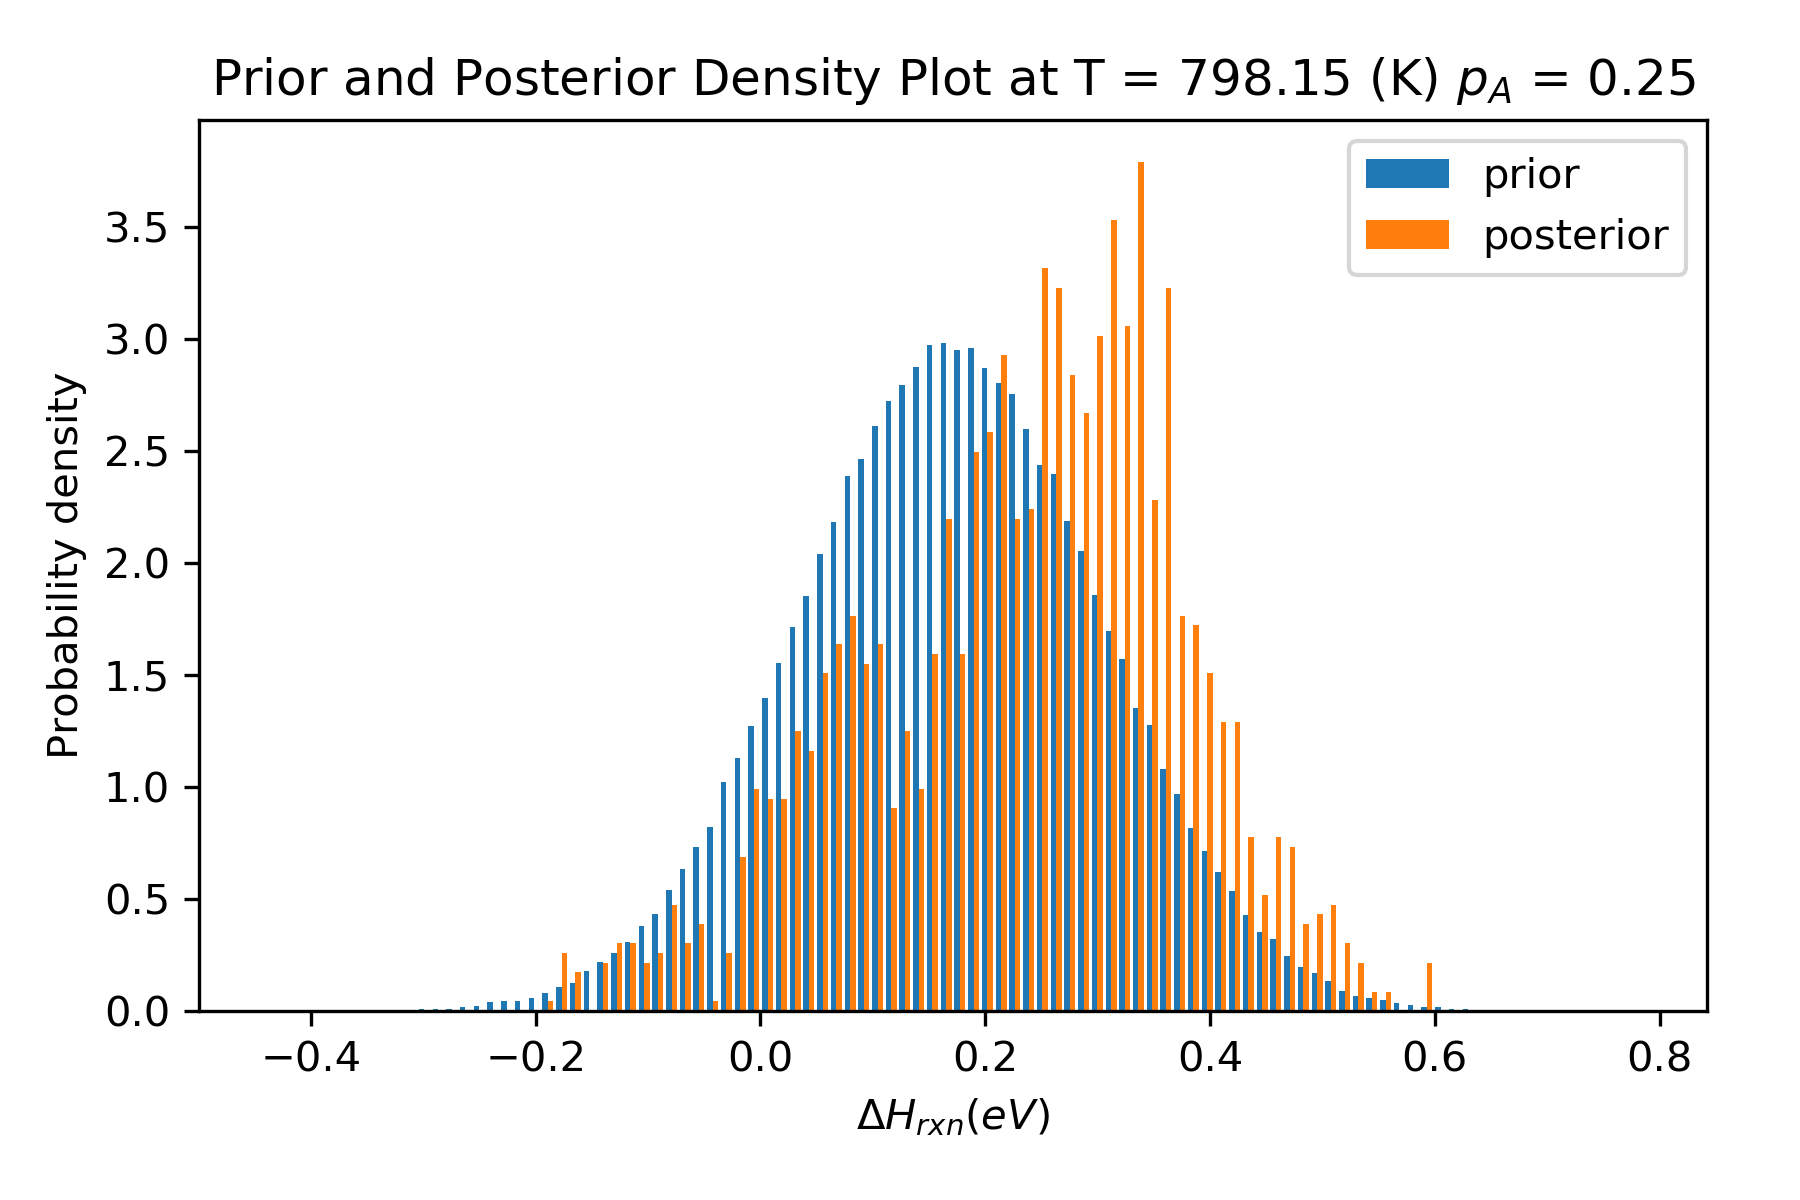 Prior and Posterior Density Plot at T = 798.15 (K) p_A = 0.25
prior
posterior
Probability density
3.5
3.0
2.5
2.0
1.5
1.0
0.5
0.0
−0.4 −0.2 0.0 0.2 0.4 0.6 0.8
ΔH_{rxn}(eV)